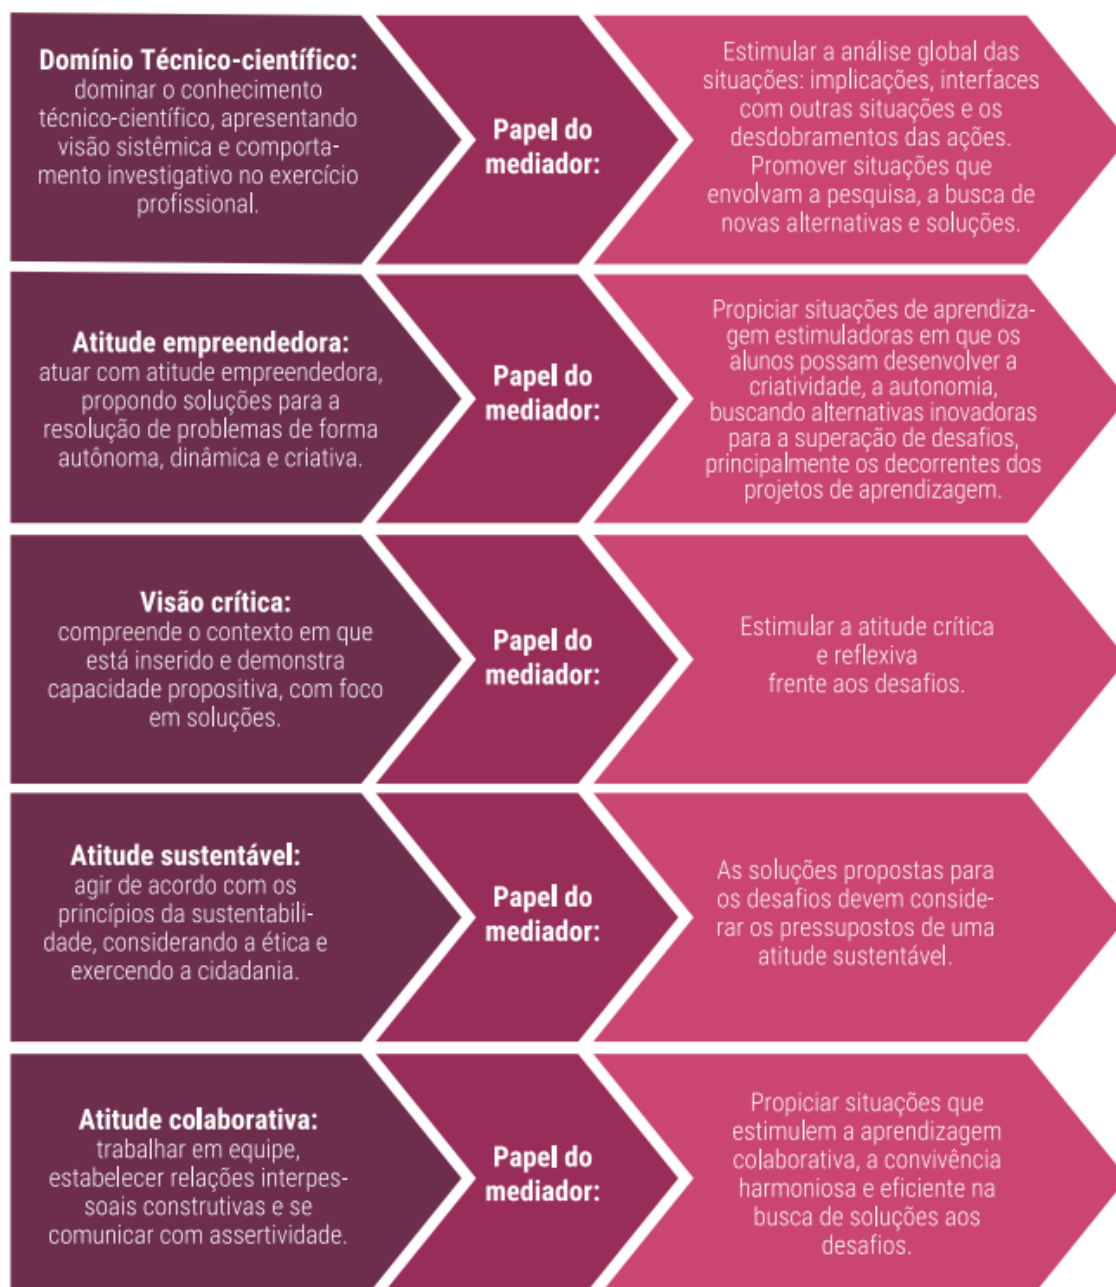 Domínio Técnico-científico:
dominar o conhecimento
técnico-científico, apresentando
visão sistêmica e comporta-
mento investigativo no exercício
profissional.
Papel do
mediador:
Estimular a análise global das
situações: implicações, interfaces
com outras situações e os
desdobramentos das ações.
Promover situações que
envolvam a pesquisa, a busca de
novas alternativas e soluções.
Atitude empreendedora:
atuar com atitude empreendedora,
propondo soluções para a
resolução de problemas de forma
autônoma, dinâmica e criativa.
Papel do
mediador:
Propiciar situações de aprendiza-
gem estimuladoras em que os
alunos possam desenvolver a
criatividade, a autonomia,
buscando alternativas inovadoras
para a superação de desafios,
principalmente os decorrentes dos
projetos de aprendizagem.
Visão crítica:
compreende o contexto em que
está inserido e demonstra
capacidade propositiva, com foco
em soluções.
Papel do
mediador:
Estimular a atitude crítica
e reflexiva
frente aos desafios.
Atitude sustentável:
agir de acordo com os
princípios da sustentabili-
dade, considerando a ética e
exercendo a cidadania.
Papel do
mediador:
As soluções propostas para
os desafios devem conside-
rar os pressupostos de uma
atitude sustentável.
Atitude colaborativa:
trabalhar em equipe,
estabelecer relações interpes-
soais construtivas e se
comunicar com assertividade.
Papel do
mediador:
Propiciar situações que
estimulem a aprendizagem
colaborativa, a convivência
harmoniosa e eficiente na
busca de soluções aos
desafios.